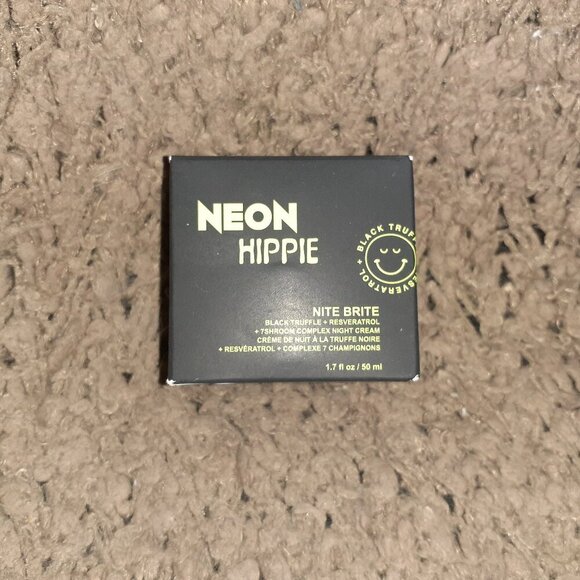 NEON
HIPPIE
BLACK TRUFFLE
+ RESVERATROL +
NITE BRITE
BLACK TRUFFLE + RESVERATROL
+ 7SHROOM COMPLEX NIGHT CREAM
CRÈME DE NUIT À LA TRUFFE NOIRE
+ RESVÉRATROL + COMPLEXE 7 CHAMPIGNONS
1.7 fl oz / 50 ml